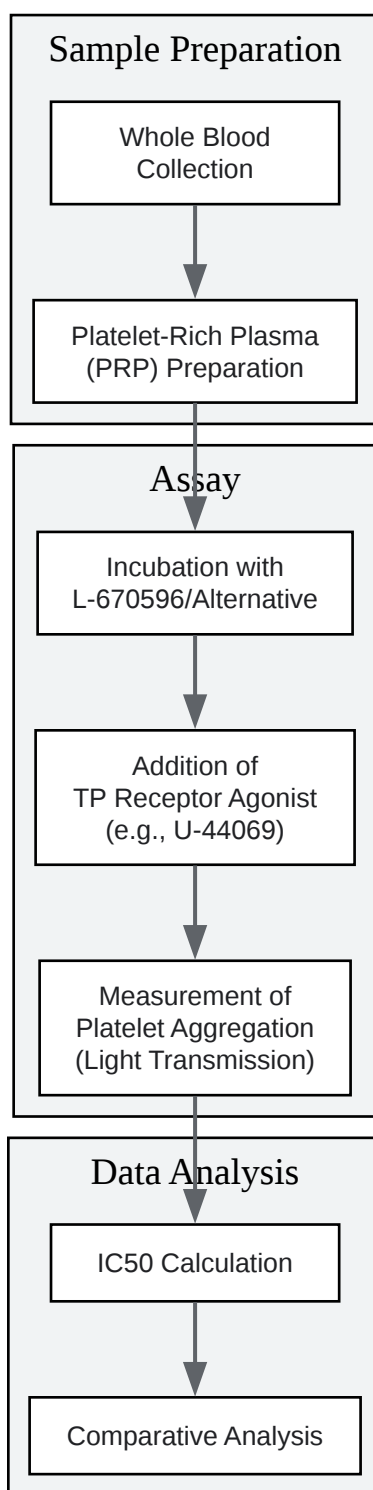 Sample Preparation
Whole Blood
Collection
Platelet-Rich Plasma
(PRP) Preparation
Assay
Incubation with
L-670596/Alternative
Addition of
TP Receptor Agonist
(e.g., U-44069)
Measurement of
Platelet Aggregation
(Light Transmission)
Data Analysis
IC50 Calculation
Comparative Analysis